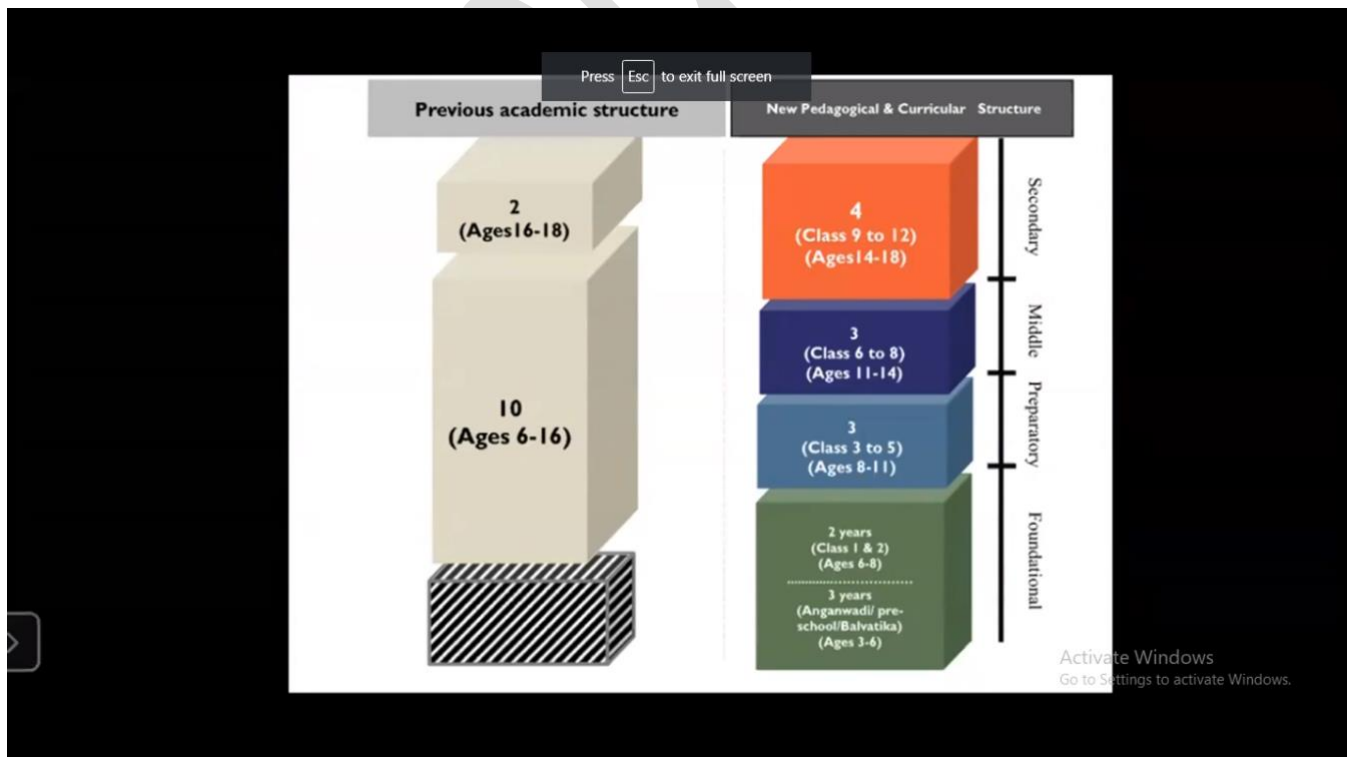 Press Esc to exit full screen
Previous academic structure
New Pedagogical & Curricular Structure
2
(Ages16-18)
10
(Ages 6-16)
4
(Class 9 to 12)
(Ages14-18)
Secondary
3
(Class 6 to 8)
(Ages 11-14)
Middle
3
(Class 3 to 5)
(Ages 8-11)
Preparatory
2 years
(Class 1 & 2)
(Ages 6-8)
3 years
(Anganwadi/ pre-
school/Balvatika)
(Ages 3-6)
Foundational
Activate Windows
Go to Settings to activate Windows.